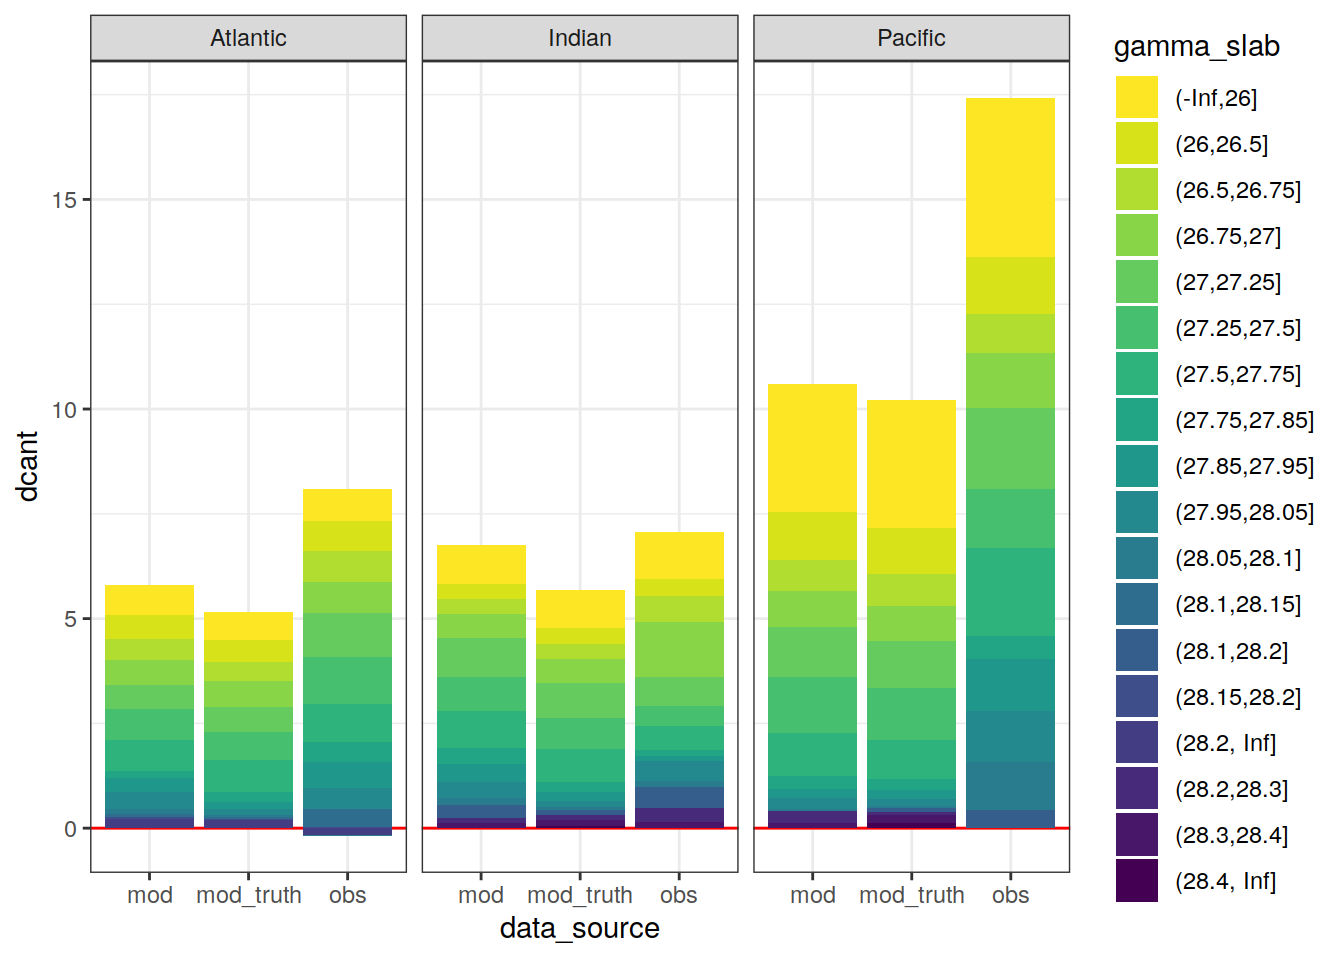 Atlantic Indian Pacific
gamma_slab
(-Inf,26]
(26,26.5]
(26.5,26.75]
(26.75,27]
(27,27.25]
(27.25,27.5]
(27.5,27.75]
(27.75,27.85]
(27.85,27.95]
(27.95,28.05]
(28.05,28.1]
(28.1,28.15]
(28.1,28.2]
(28.15,28.2]
(28.2, Inf]
(28.2,28.3]
(28.3,28.4]
(28.4, Inf]
15
10
5
0
dcant
mod mod_truth obs mod mod_truth obs mod mod_truth obs
data_source